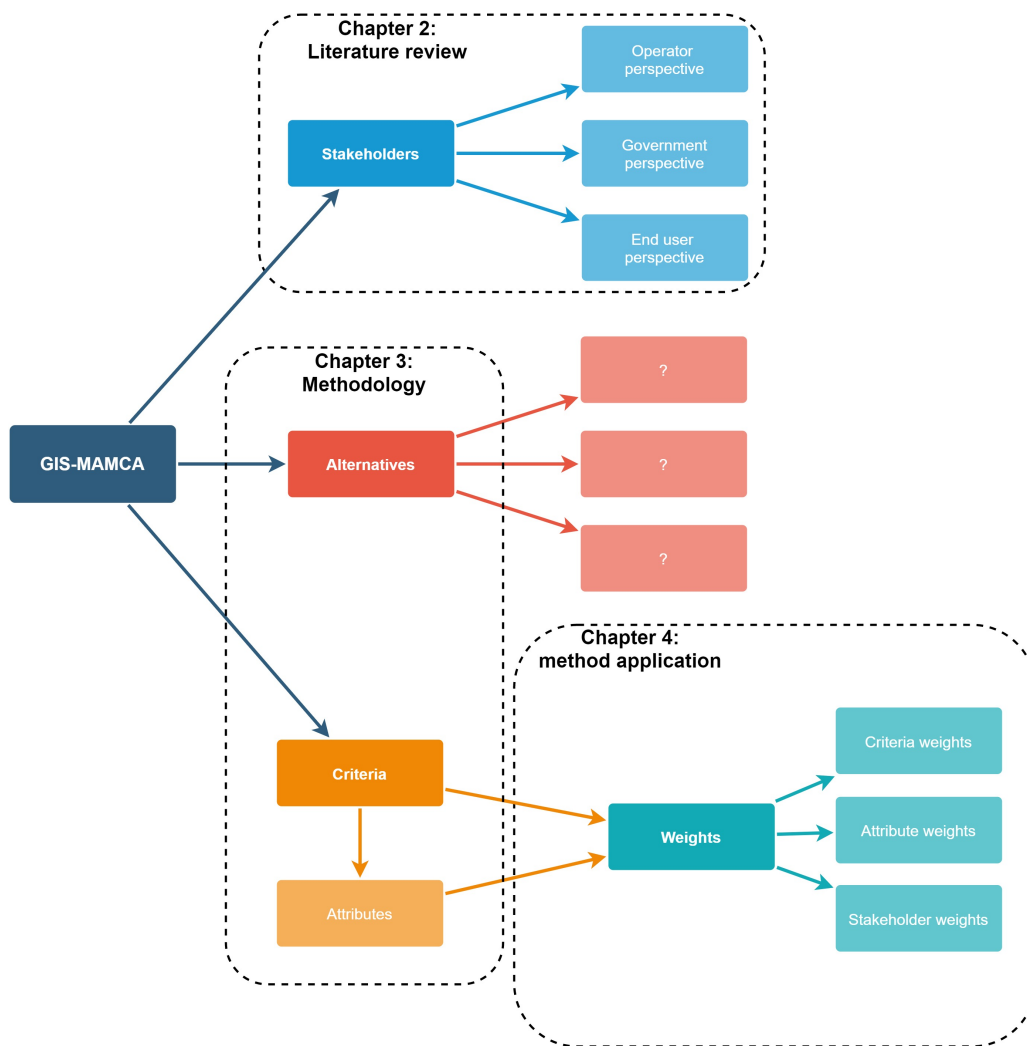 Chapter 2:
Literature review
Operator
perspective
Stakeholders
Government
perspective
End user
perspective
Chapter 3:
Methodology
?
GIS-MAMCA
Alternatives
?
?
Chapter 4:
method application
Criteria
Criteria weights
Weights
Attribute weights
Attributes
Stakeholder weights